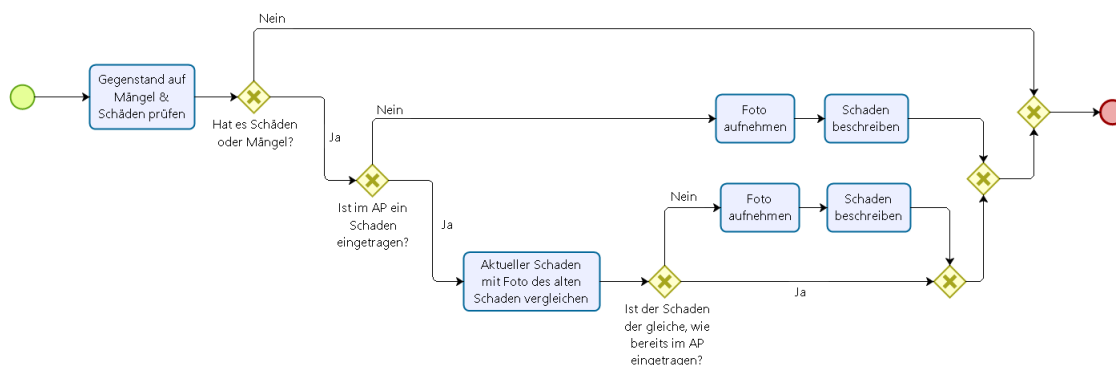 Nein
Gegenstand auf
Mängel &
Schäden prüfen
Hat es Schäden
oder Mängel?
Ja
Nein
Foto
aufnehmen
Schaden
beschreiben
Ist im AP ein
Schaden
eingetragen?
Ja
Nein
Foto
aufnehmen
Schaden
beschreiben
Aktueller Schaden
mit Foto des alten
Schaden vergleichen
Ja
Ist der Schaden
der gleiche, wie
bereits im AP
eingetragen?